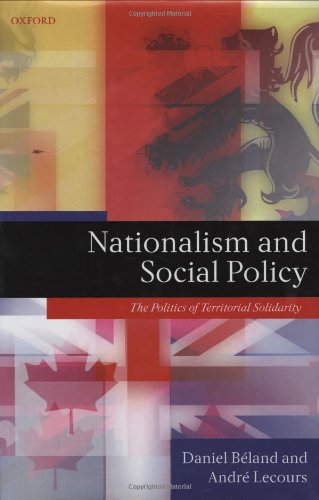 OXFORD
Nationalism and
Social Policy
The Politics of Territorial Solidarity
Daniel Béland and
André Lecours